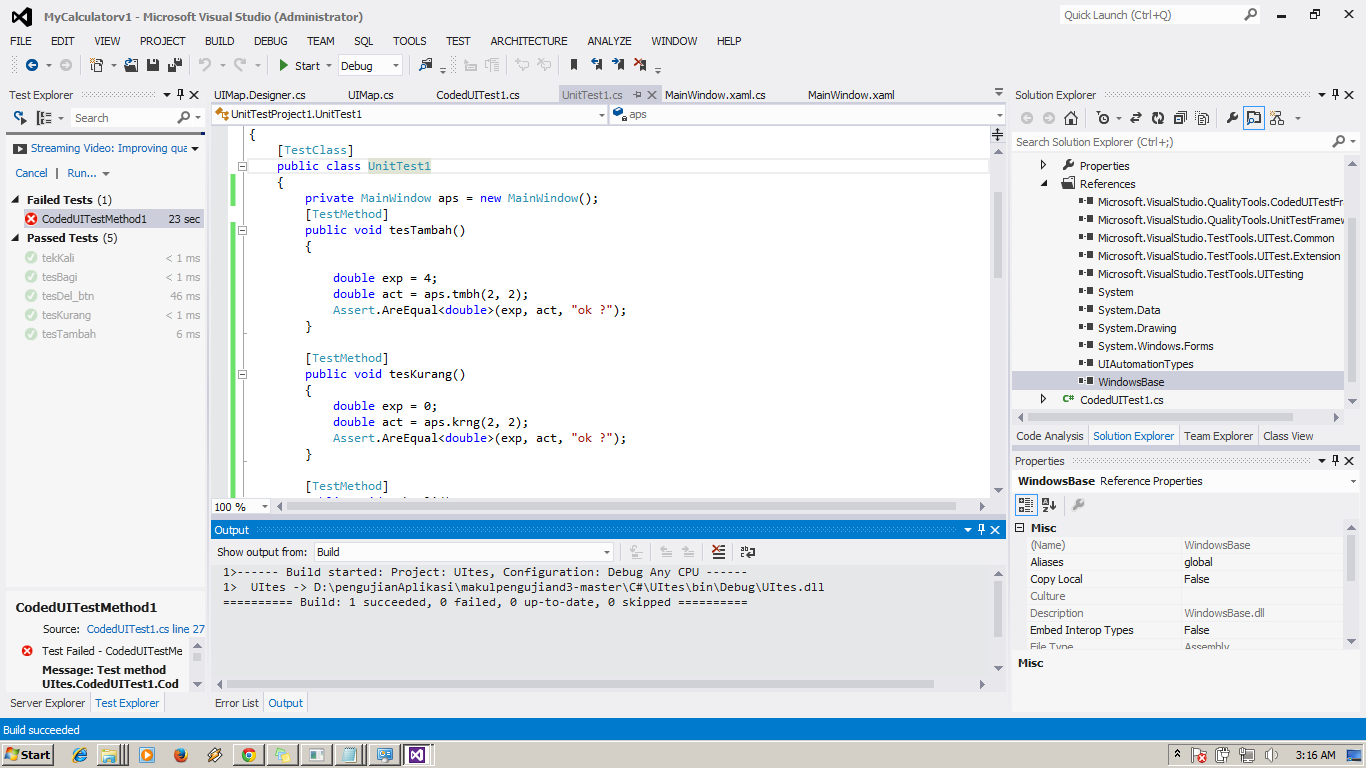 MyCalculatorv1 - Microsoft Visual Studio (Administrator)
Quick Launch (Ctrl+Q)
FILE EDIT VIEW PROJECT BUILD DEBUG TEAM SQL TOOLS TEST ARCHITECTURE ANALYZE WINDOW HELP
Start Debug
Test Explorer
Search
Streaming Video: Improving qua
Cancel Run...
Failed Tests (1)
CodedUITestMethod1 23 sec
Passed Tests (5)
tekKali < 1 ms
tesBagi < 1 ms
tesDel_btn 46 ms
tesKurang < 1 ms
tesTambah 6 ms
CodedUITestMethod1
Source: CodedUITest1.cs line 27
Test Failed - CodedUITestMe
Message: Test method
UItes.CodedUITest1.Cod
Server Explorer Test Explorer
UIMap.Designer.cs UIMap.cs CodedUITest1.cs UnitTest1.cs MainWindow.xaml.cs MainWindow.xaml
UnitTestProject1.UnitTest1 aps
{
[TestClass]
public class UnitTest1
{
private MainWindow aps = new MainWindow();
[TestMethod]
public void tesTambah()
{
double exp = 4;
double act = aps.tmbh(2, 2);
Assert.AreEqual<double>(exp, act, "ok ?");
}
[TestMethod]
public void tesKurang()
{
double exp = 0;
double act = aps.krng(2, 2);
Assert.AreEqual<double>(exp, act, "ok ?");
}
[TestMethod]
100 %
Output
Show output from: Build
1>------ Build started: Project: UItes, Configuration: Debug Any CPU ------
1> UItes -> D:\pengujianAplikasi\makulpengujiand3-master\C#\UItes\bin\Debug\UItes.dll
========== Build: 1 succeeded, 0 failed, 0 up-to-date, 0 skipped ==========
Error List Output
Solution Explorer
Search Solution Explorer (Ctrl+;)
Properties
References
Microsoft.VisualStudio.QualityTools.CodedUITestFr
Microsoft.VisualStudio.QualityTools.UnitTestFramew
Microsoft.VisualStudio.TestTools.UITest.Common
Microsoft.VisualStudio.TestTools.UITest.Extension
Microsoft.VisualStudio.TestTools.UITesting
System
System.Data
System.Drawing
System.Windows.Forms
UIAutomationTypes
WindowsBase
C# CodedUITest1.cs
Code Analysis Solution Explorer Team Explorer Class View
Properties
WindowsBase Reference Properties
Misc
(Name) WindowsBase
Aliases global
Copy Local False
Culture
Description WindowsBase.dll
Embed Interop Types False
File Type Assembly
Misc
Build succeeded
Start 3:16 AM